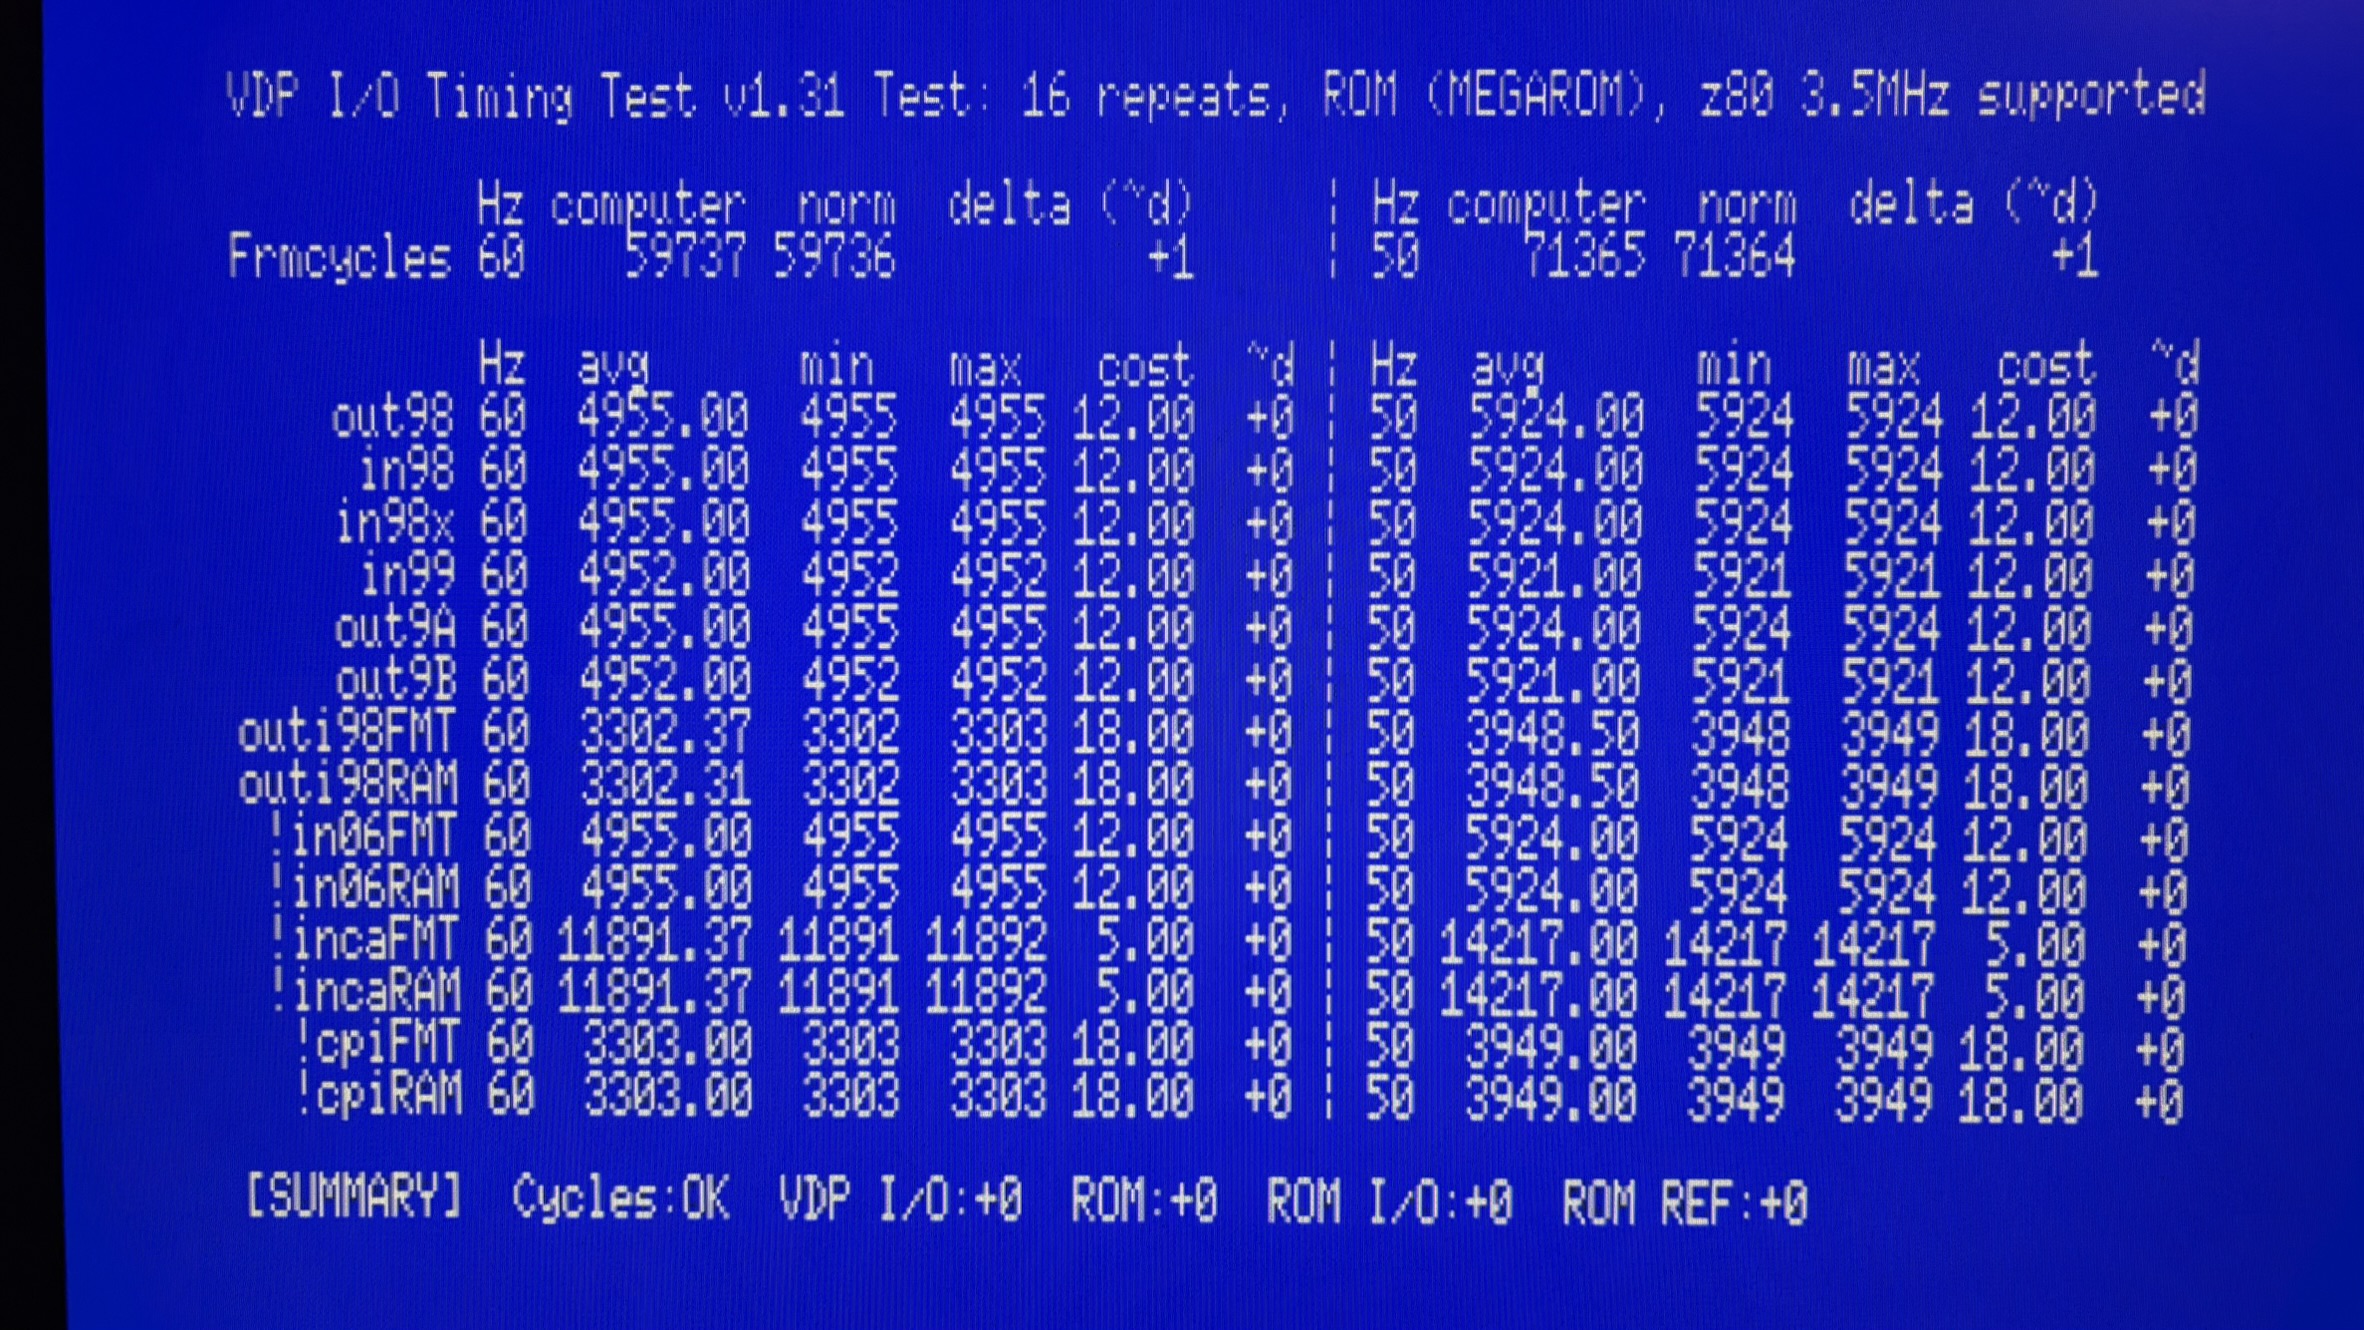 VDP I/O Timing Test v1.31 Test: 16 repeats, ROM (MEGAROM), z80 3.5MHz supported
Hz computer norm delta (~d) ¦ Hz computer norm delta (~d)
Frmcycles 60 59737 59736 +1 ¦ 50 71365 71364 +1
Hz avg min max cost ~d ¦ Hz avg min max cost ~d
out98 60 4955.00 4955 4955 12.00 +0 ¦ 50 5924.00 5924 5924 12.00 +0
in98 60 4955.00 4955 4955 12.00 +0 ¦ 50 5924.00 5924 5924 12.00 +0
in98x 60 4955.00 4955 4955 12.00 +0 ¦ 50 5924.00 5924 5924 12.00 +0
in99 60 4952.00 4952 4952 12.00 +0 ¦ 50 5921.00 5921 5921 12.00 +0
out9A 60 4955.00 4955 4955 12.00 +0 ¦ 50 5924.00 5924 5924 12.00 +0
out9B 60 4952.00 4952 4952 12.00 +0 ¦ 50 5921.00 5921 5921 12.00 +0
outi98FMT 60 3302.37 3302 3303 18.00 +0 ¦ 50 3948.50 3948 3949 18.00 +0
outi98RAM 60 3302.31 3302 3303 18.00 +0 ¦ 50 3948.50 3948 3949 18.00 +0
!in06FMT 60 4955.00 4955 4955 12.00 +0 ¦ 50 5924.00 5924 5924 12.00 +0
!in06RAM 60 4955.00 4955 4955 12.00 +0 ¦ 50 5924.00 5924 5924 12.00 +0
!incaFMT 60 11891.37 11891 11892 5.00 +0 ¦ 50 14217.00 14217 14217 5.00 +0
!incaRAM 60 11891.37 11891 11892 5.00 +0 ¦ 50 14217.00 14217 14217 5.00 +0
!cpiFMT 60 3303.00 3303 3303 18.00 +0 ¦ 50 3949.00 3949 3949 18.00 +0
!cpiRAM 60 3303.00 3303 3303 18.00 +0 ¦ 50 3949.00 3949 3949 18.00 +0
[SUMMARY] Cycles:OK VDP I/O:+0 ROM:+0 ROM I/O:+0 ROM REF:+0